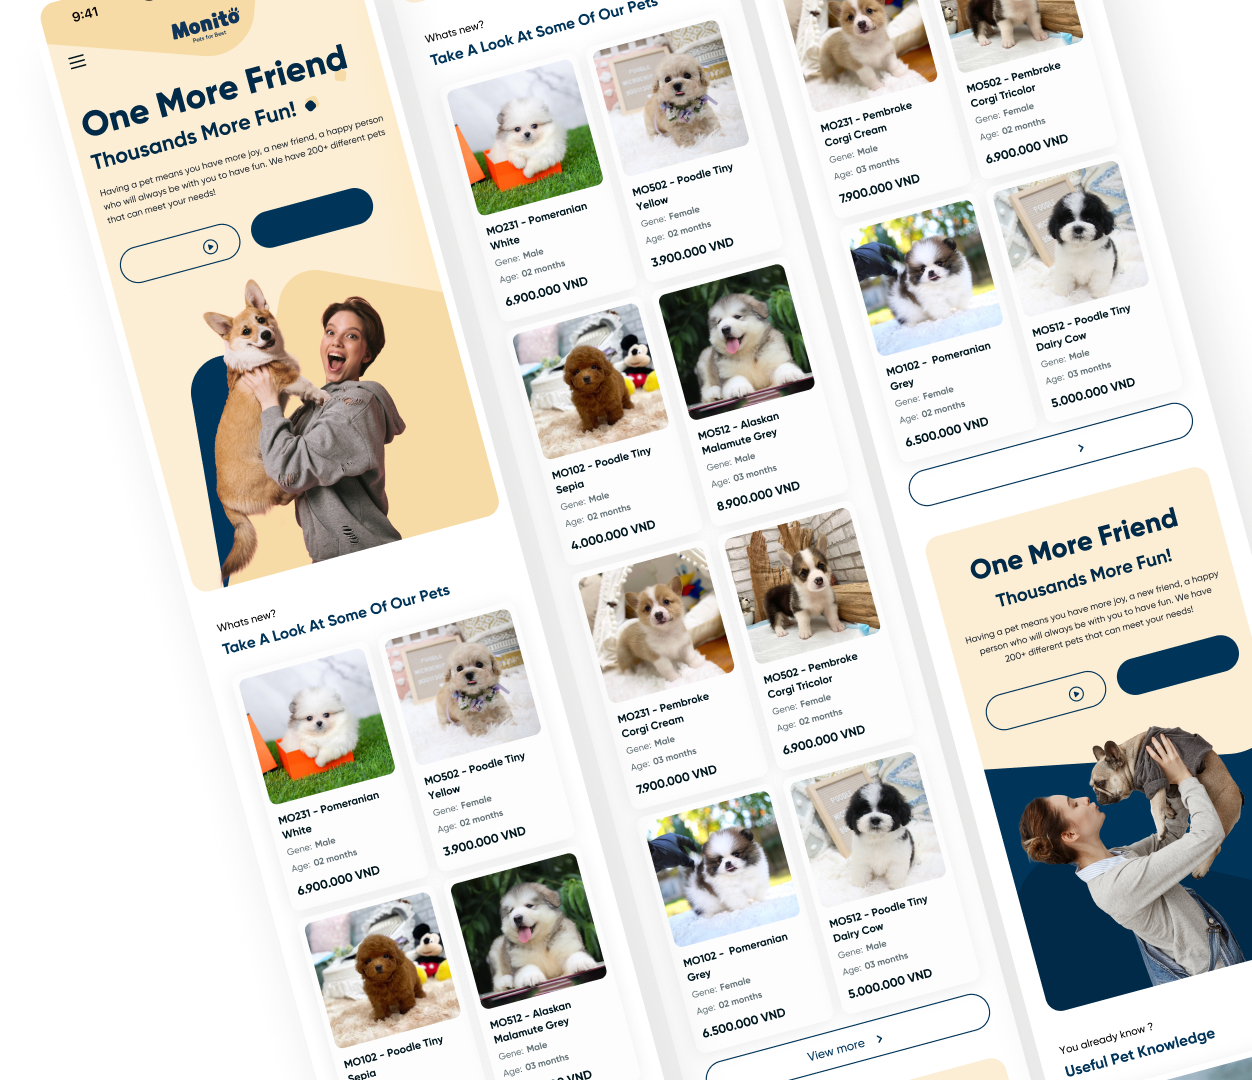 9:41
Monito
Pets for Best
One More Friend
Thousands More Fun!
Having a pet means you have more joy, a new friend, a happy person
who will always be with you to have fun. We have 200+ different pets
that can meet your needs!
Whats new?
Take A Look At Some Of Our Pets
MO231 - Pomeranian
White
Gene: Male
Age: 02 months
6.900.000 VND
MO502 - Poodle Tiny
Yellow
Gene: Female
Age: 02 months
3.900.000 VND
MO102 - Poodle Tiny
Sepia
MO512 - Alaskan
Malamute Grey
Gene: Male
Age: 03 months
Whats new?
Take A Look At Some Of Our Pets
MO231 - Pomeranian
White
Gene: Male
Age: 02 months
6.900.000 VND
MO502 - Poodle Tiny
Yellow
Gene: Female
Age: 02 months
3.900.000 VND
MO102 - Poodle Tiny
Sepia
Gene: Male
Age: 02 months
4.000.000 VND
MO512 - Alaskan
Malamute Grey
Gene: Male
Age: 03 months
8.900.000 VND
MO231 - Pembroke
Corgi Cream
Gene: Male
Age: 03 months
7.900.000 VND
MO502 - Pembroke
Corgi Tricolor
Gene: Female
Age: 02 months
6.900.000 VND
MO102 - Pomeranian
Grey
Gene: Female
Age: 02 months
6.500.000 VND
MO512 - Poodle Tiny
Dairy Cow
Gene: Male
Age: 03 months
5.000.000 VND
View more
MO231 - Pembroke
Corgi Cream
Gene: Male
Age: 03 months
7.900.000 VND
MO502 - Pembroke
Corgi Tricolor
Gene: Female
Age: 02 months
6.900.000 VND
MO102 - Pomeranian
Grey
Gene: Female
Age: 02 months
6.500.000 VND
MO512 - Poodle Tiny
Dairy Cow
Gene: Male
Age: 03 months
5.000.000 VND
One More Friend
Thousands More Fun!
Having a pet means you have more joy, a new friend, a happy
person who will always be with you to have fun. We have
200+ different pets that can meet your needs!
You already know ?
Useful Pet Knowledge